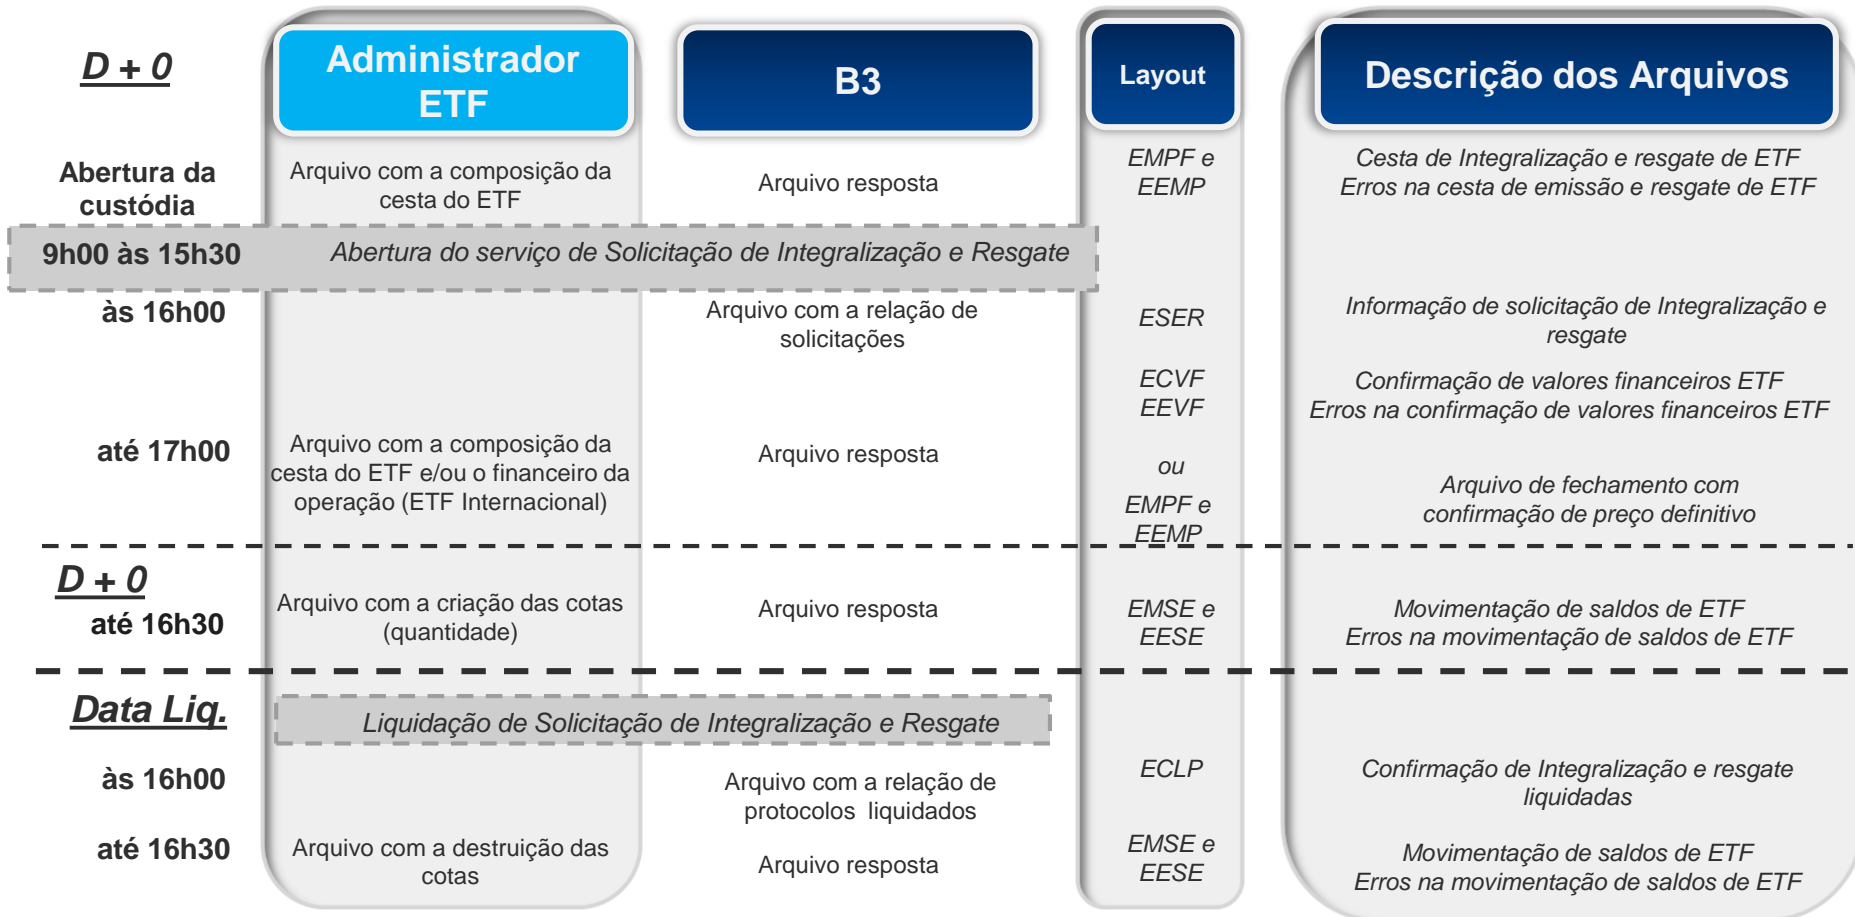 D + 0
Administrador
ETF
B3
Layout
Descrição dos Arquivos
Abertura da
custódia
Arquivo com a composição da
cesta do ETF
Arquivo resposta
EMPF e
EEMP
Cesta de Integralização e resgate de ETF
Erros na cesta de emissão e resgate de ETF
9h00 às 15h30
Abertura do serviço de Solicitação de Integralização e Resgate
às 16h00
Arquivo com a relação de
solicitações
ESER
Informação de solicitação de Integralização e
resgate
até 17h00
Arquivo com a composição da
cesta do ETF e/ou o financeiro da
operação (ETF Internacional)
Arquivo resposta
ECVF
EEVF
ou
EMPF e
EEMP
Confirmação de valores financeiros ETF
Erros na confirmação de valores financeiros ETF
Arquivo de fechamento com
confirmação de preço definitivo
D + 0
até 16h30
Arquivo com a criação das cotas
(quantidade)
Arquivo resposta
EMSE e
EESE
Movimentação de saldos de ETF
Erros na movimentação de saldos de ETF
Data Liq.
Liquidação de Solicitação de Integralização e Resgate
às 16h00
Arquivo com a relação de
protocolos liquidados
ECLP
Confirmação de Integralização e resgate
liquidadas
até 16h30
Arquivo com a destruição das
cotas
Arquivo resposta
EMSE e
EESE
Movimentação de saldos de ETF
Erros na movimentação de saldos de ETF